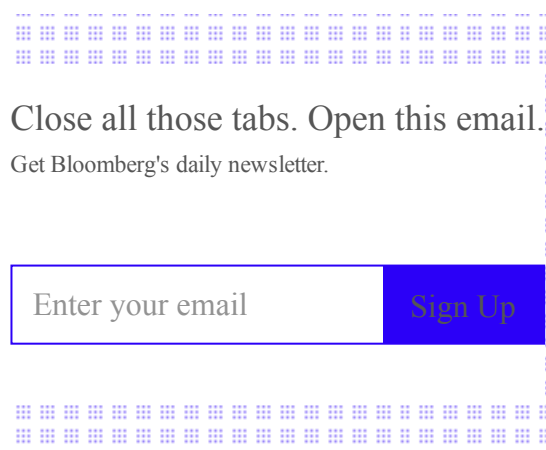 Close all those tabs. Open this email.
Get Bloomberg's daily newsletter.
Enter your email
Sign Up